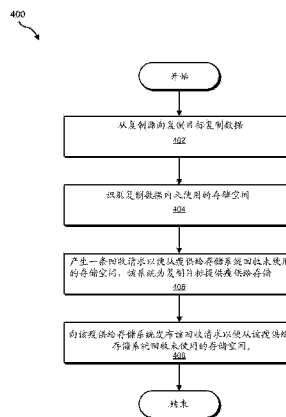 400
开始
从复制源向复制目标复制数据
402
识别复制数据内未使用的存储空间
404
产生一条回收请求以便从瘦供给存储系统回收未使用
的存储空间，该系统为复制目标提供瘦供给存储
406
向该瘦供给存储系统发布该回收请求以便从该瘦供给
存储系统回收未使用的存储空间。
408
结束